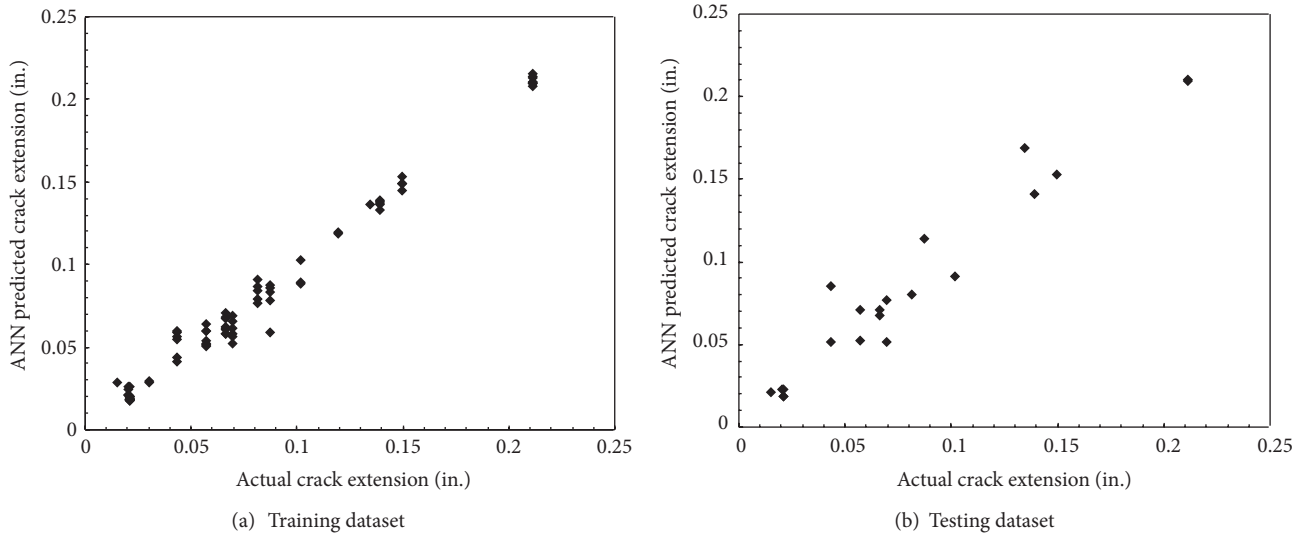 0.25
0.2
0.15
0.1
0.05
0
0 0.05 0.1 0.15 0.2 0.25
ANN predicted crack extension (in.)
Actual crack extension (in.)
(a) Training dataset
0.25
0.2
0.15
0.1
0.05
0
0 0.05 0.1 0.15 0.2 0.25
ANN predicted crack extension (in.)
Actual crack extension (in.)
(b) Testing dataset